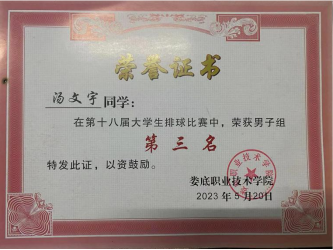 荣誉证书
汤文宇同学：
在第十八届大学生排球比赛中，荣获男子组
第三名
特发此证，以资鼓励。
娄底职业技术学院
2023年5月20日